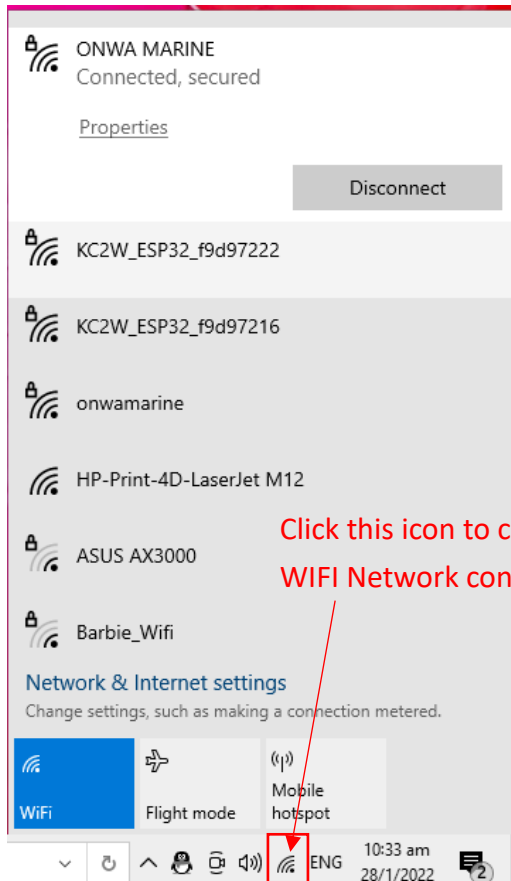 ONWA MARINE
Connected, secured
Properties
Disconnect
KC2W_ESP32_f9d97222
KC2W_ESP32_f9d97216
onwamarine
HP-Print-4D-LaserJet M12
Click this icon to c
ASUS AX3000
WIFI Network con
Barbie_Wifi
Network & Internet settings
Change settings, such as making a connection metered.
WiFi
Flight mode
Mobile
hotspot
ENG
10:33 am
28/1/2022
2